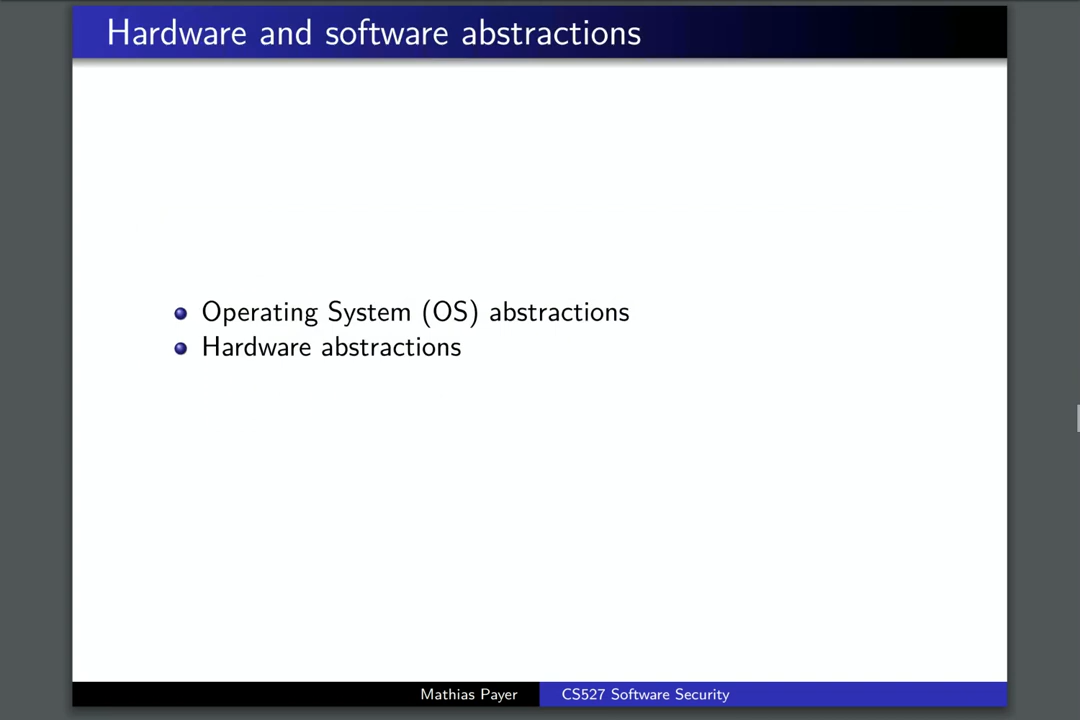 Hardware and software abstractions
Operating System (OS) abstractions
Hardware abstractions
Mathias Payer
CS527 Software Security